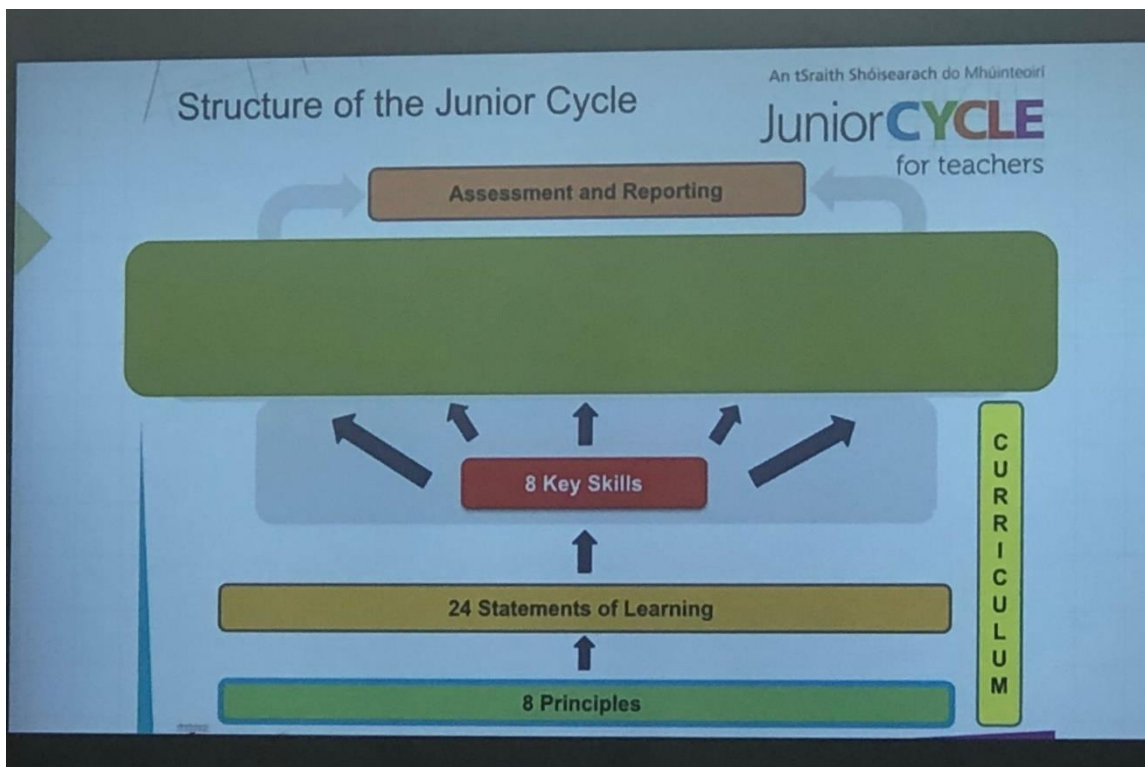 An tSraith Shóisearach do Mhúinteoirí
Structure of the Junior Cycle
JuniorCYCLE
for teachers
Assessment and Reporting
8 Key Skills
24 Statements of Learning
8 Principles
CURRICULUM